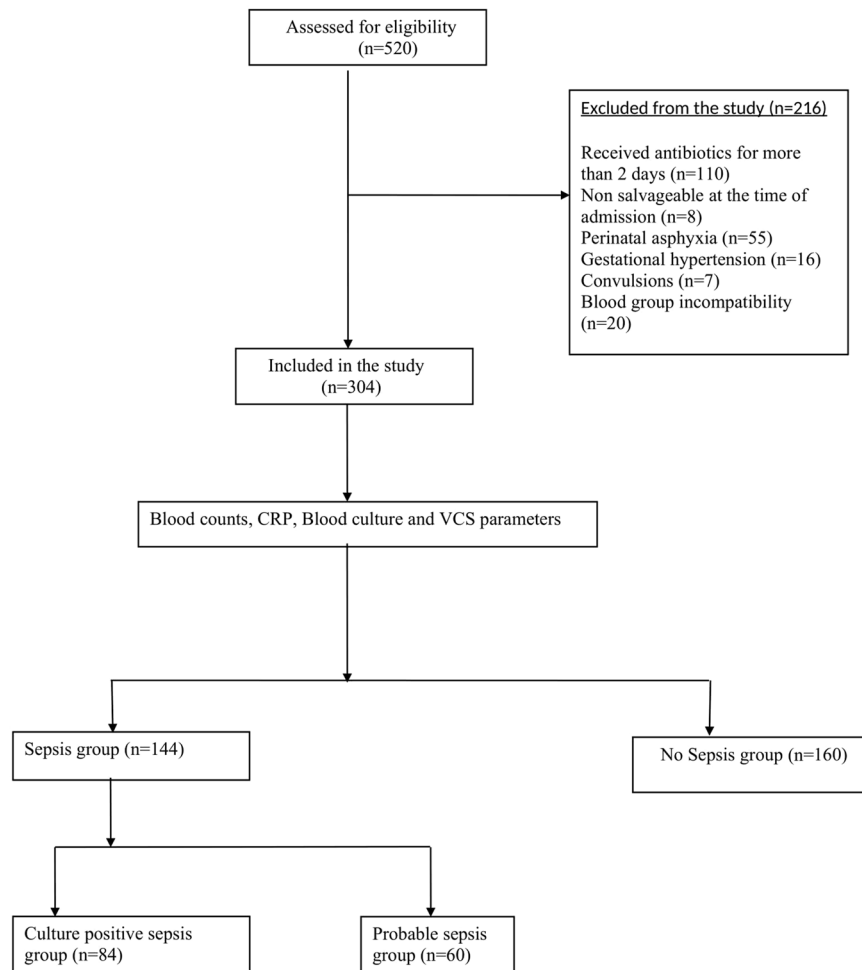 Assessed for eligibility
(n=520)
Excluded from the study (n=216)
Received antibiotics for more
than 2 days (n=110)
Non salvageable at the time of
admission (n=8)
Perinatal asphyxia (n=55)
Gestational hypertension (n=16)
Convulsions (n=7)
Blood group incompatibility
(n=20)
Included in the study
(n=304)
Blood counts, CRP, Blood culture and VCS parameters
Sepsis group (n=144)
No Sepsis group (n=160)
Culture positive sepsis
group (n=84)
Probable sepsis
group (n=60)